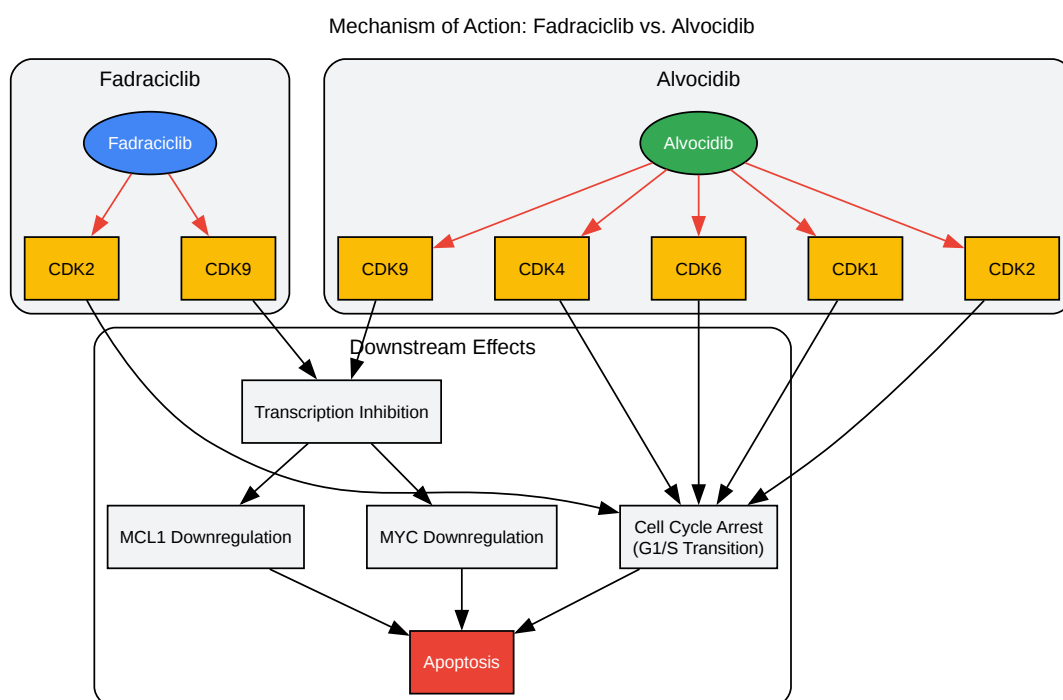 Mechanism of Action: Fadraciclib vs. Alvocidib
Fadraciclib
Alvocidib
Fadraciclib
Alvocidib
CDK2
CDK9
CDK9
CDK4
CDK6
CDK1
CDK2
Downstream Effects
Transcription Inhibition
MCL1 Downregulation
MYC Downregulation
Cell Cycle Arrest
(G1/S Transition)
Apoptosis